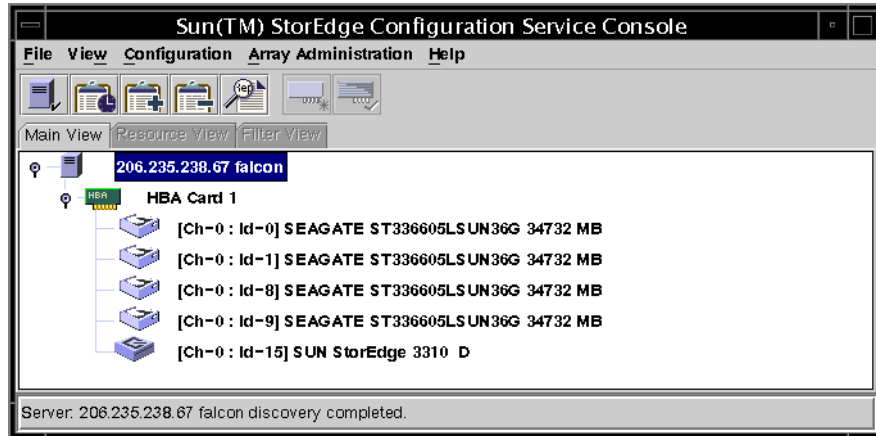 Sun(TM) StorEdge Configuration Service Console
File View Configuration Array Administration Help
Rep
Main View Resource View Filter View
206.235.238.67 falcon
HBA HBA Card 1
[Ch-0 : Id-0] SEAGATE ST336605LSUN36G 34732 MB
[Ch-0 : Id-1] SEAGATE ST336605LSUN36G 34732 MB
[Ch-0 : Id-8] SEAGATE ST336605LSUN36G 34732 MB
[Ch-0 : Id-9] SEAGATE ST336605LSUN36G 34732 MB
[Ch-0 : Id-15] SUN StorEdge 3310 D
Server: 206.235.238.67 falcon discovery completed.